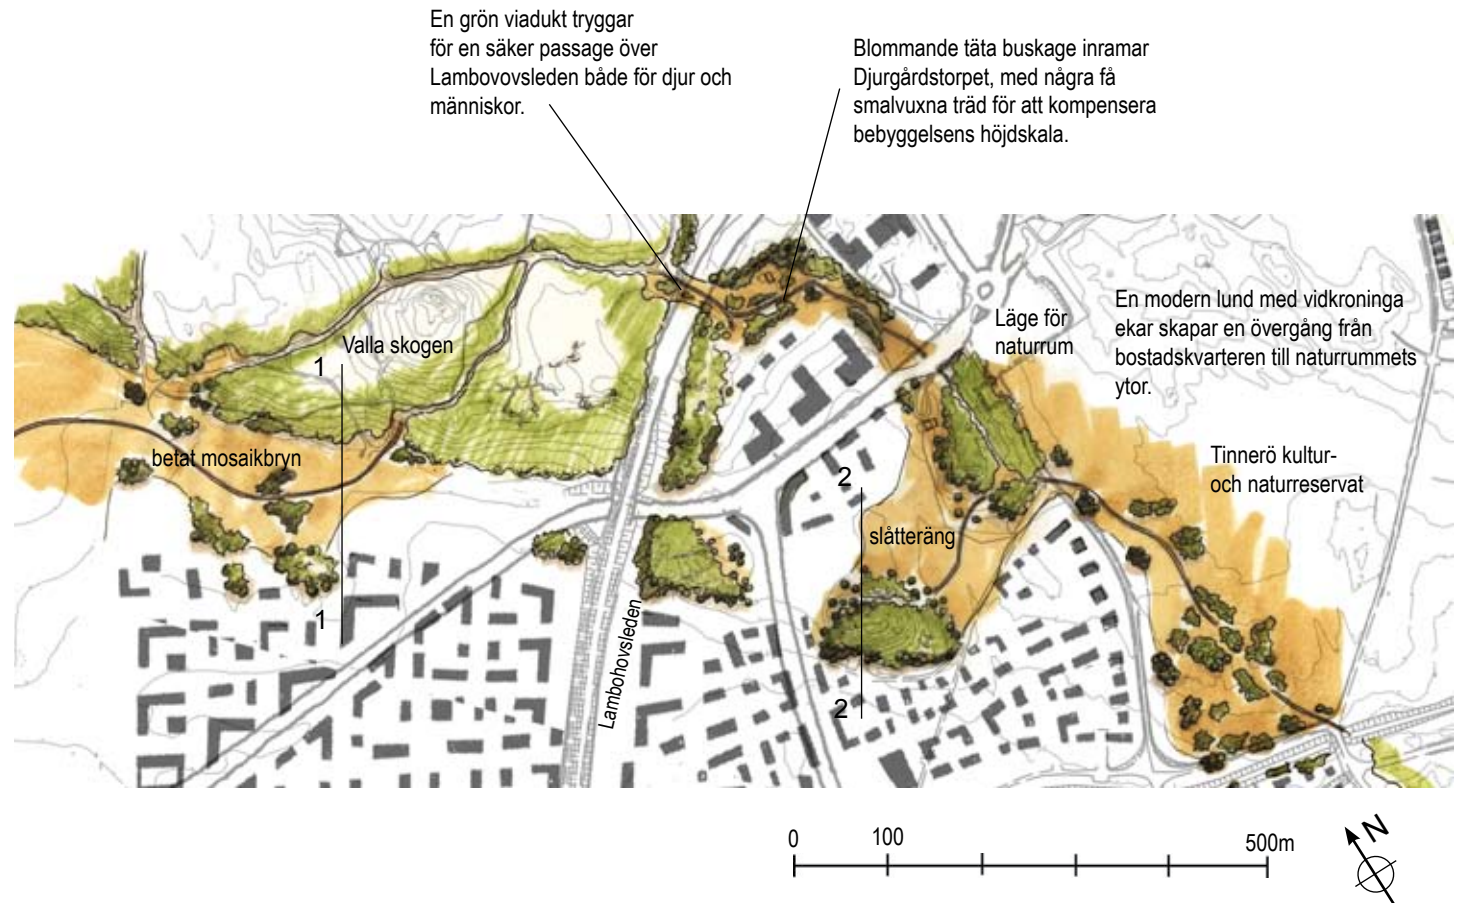 En grön viadukt tryggar
för en säker passage över
Lambovovsleden både för djur och
människor.
Blommande täta buskage inramar
Djurgårdstorpet, med några få
smalvuxna träd för att kompensera
bebyggelsens höjdskala.
Läge för
naturrum
En modern lund med vidkroninga
ekar skapar en övergång från
bostadskvarteren till naturrummets
ytor.
Valla skogen
1
betat mosaikbryn
Tinnerö kultur-
och naturreservat
2
slåtteräng
1
Lambohovsleden
2
0
100
500m
N